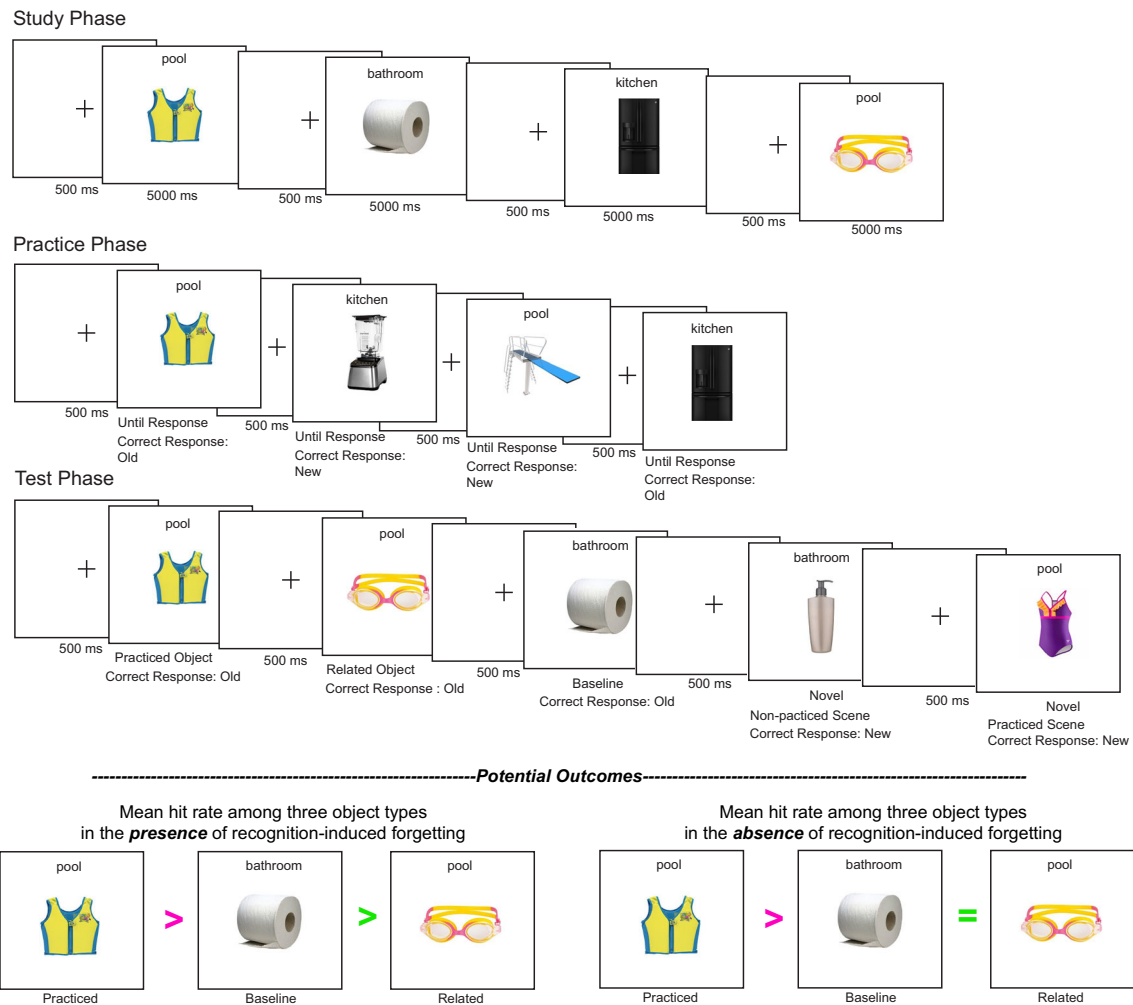 Study Phase
pool
bathroom
kitchen
pool
500 ms
5000 ms
500 ms
5000 ms
500 ms
5000 ms
500 ms
5000 ms
Practice Phase
pool
kitchen
pool
kitchen
500 ms
Until Response
Correct Response:
Old
500 ms
Until Response
Correct Response:
New
500 ms
Until Response
Correct Response:
New
500 ms
Until Response
Correct Response:
Old
Test Phase
pool
pool
bathroom
bathroom
pool
500 ms
Practiced Object
Correct Response: Old
500 ms
Related Object
Correct Response : Old
500 ms
Baseline
Correct Response: Old
500 ms
Novel
Non-pacticed Scene
Correct Response: New
500 ms
Novel
Practiced Scene
Correct Response: New
Potential Outcomes
Mean hit rate among three object types
in the presence of recognition-induced forgetting
pool
>
bathroom
>
pool
Practiced
Baseline
Related
Mean hit rate among three object types
in the absence of recognition-induced forgetting
pool
>
bathroom
=
pool
Practiced
Baseline
Related